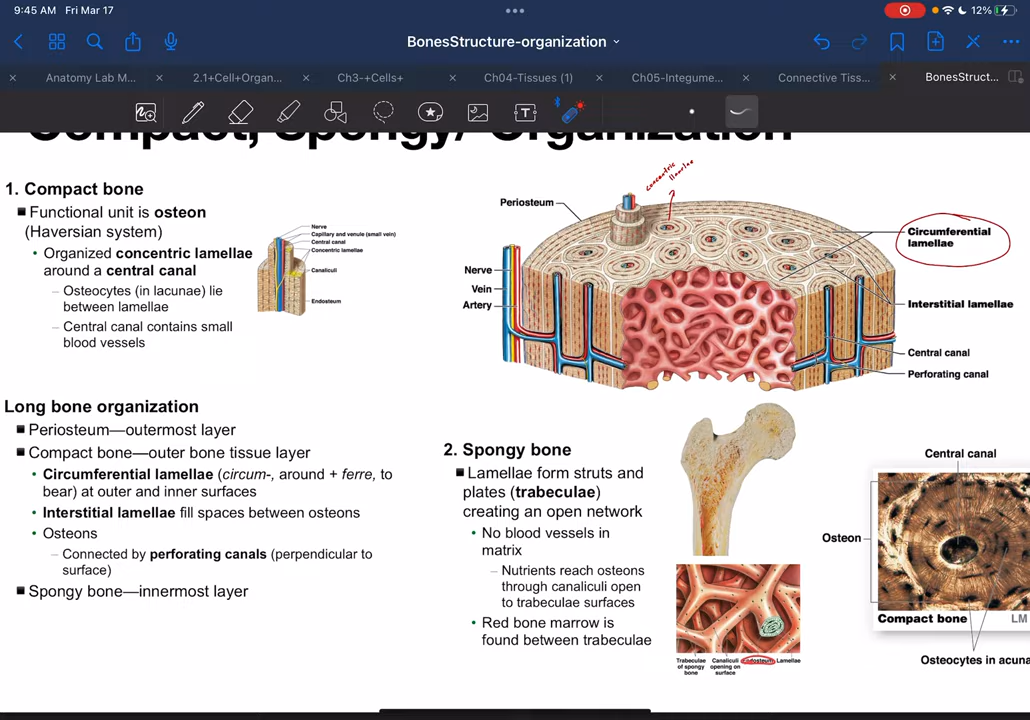 9:45 AM Fri Mar 17
12%
BonesStructure-organization
Anatomy Lab M...
2.1+Cell+Organ...
Ch3-+Cells+
Ch04-Tissues (1)
Ch05-Integume...
Connective Tiss...
BonesStruct...
Compact, Spongy/ Organization
1. Compact bone
Functional unit is osteon
(Haversian system)
• Organized concentric lamellae
around a central canal
– Osteocytes (in lacunae) lie
between lamellae
– Central canal contains small
blood vessels
Nerve
Capillary and venule (small vein)
Central canal
Concentric lamellae
Canaliculi
Endosteum
Concentric
Periosteum
Nerve
Vein
Artery
Circumferential
lamellae
Interstitial lamellae
Central canal
Perforating canal
Long bone organization
Periosteum—outermost layer
Compact bone—outer bone tissue layer
• Circumferential lamellae (circum-, around + ferre, to
bear) at outer and inner surfaces
• Interstitial lamellae fill spaces between osteons
• Osteons
– Connected by perforating canals (perpendicular to
surface)
Spongy bone—innermost layer
2. Spongy bone
Lamellae form struts and
plates (trabeculae)
creating an open network
• No blood vessels in
matrix
– Nutrients reach osteons
through canaliculi open
to trabeculae surfaces
• Red bone marrow is
found between trabeculae
Trabeculae
of spongy
bone
Canaliculi
opening on
surface
Endosteum
Lamellae
Central canal
Osteon
Compact bone
LM
Osteocytes in acuna